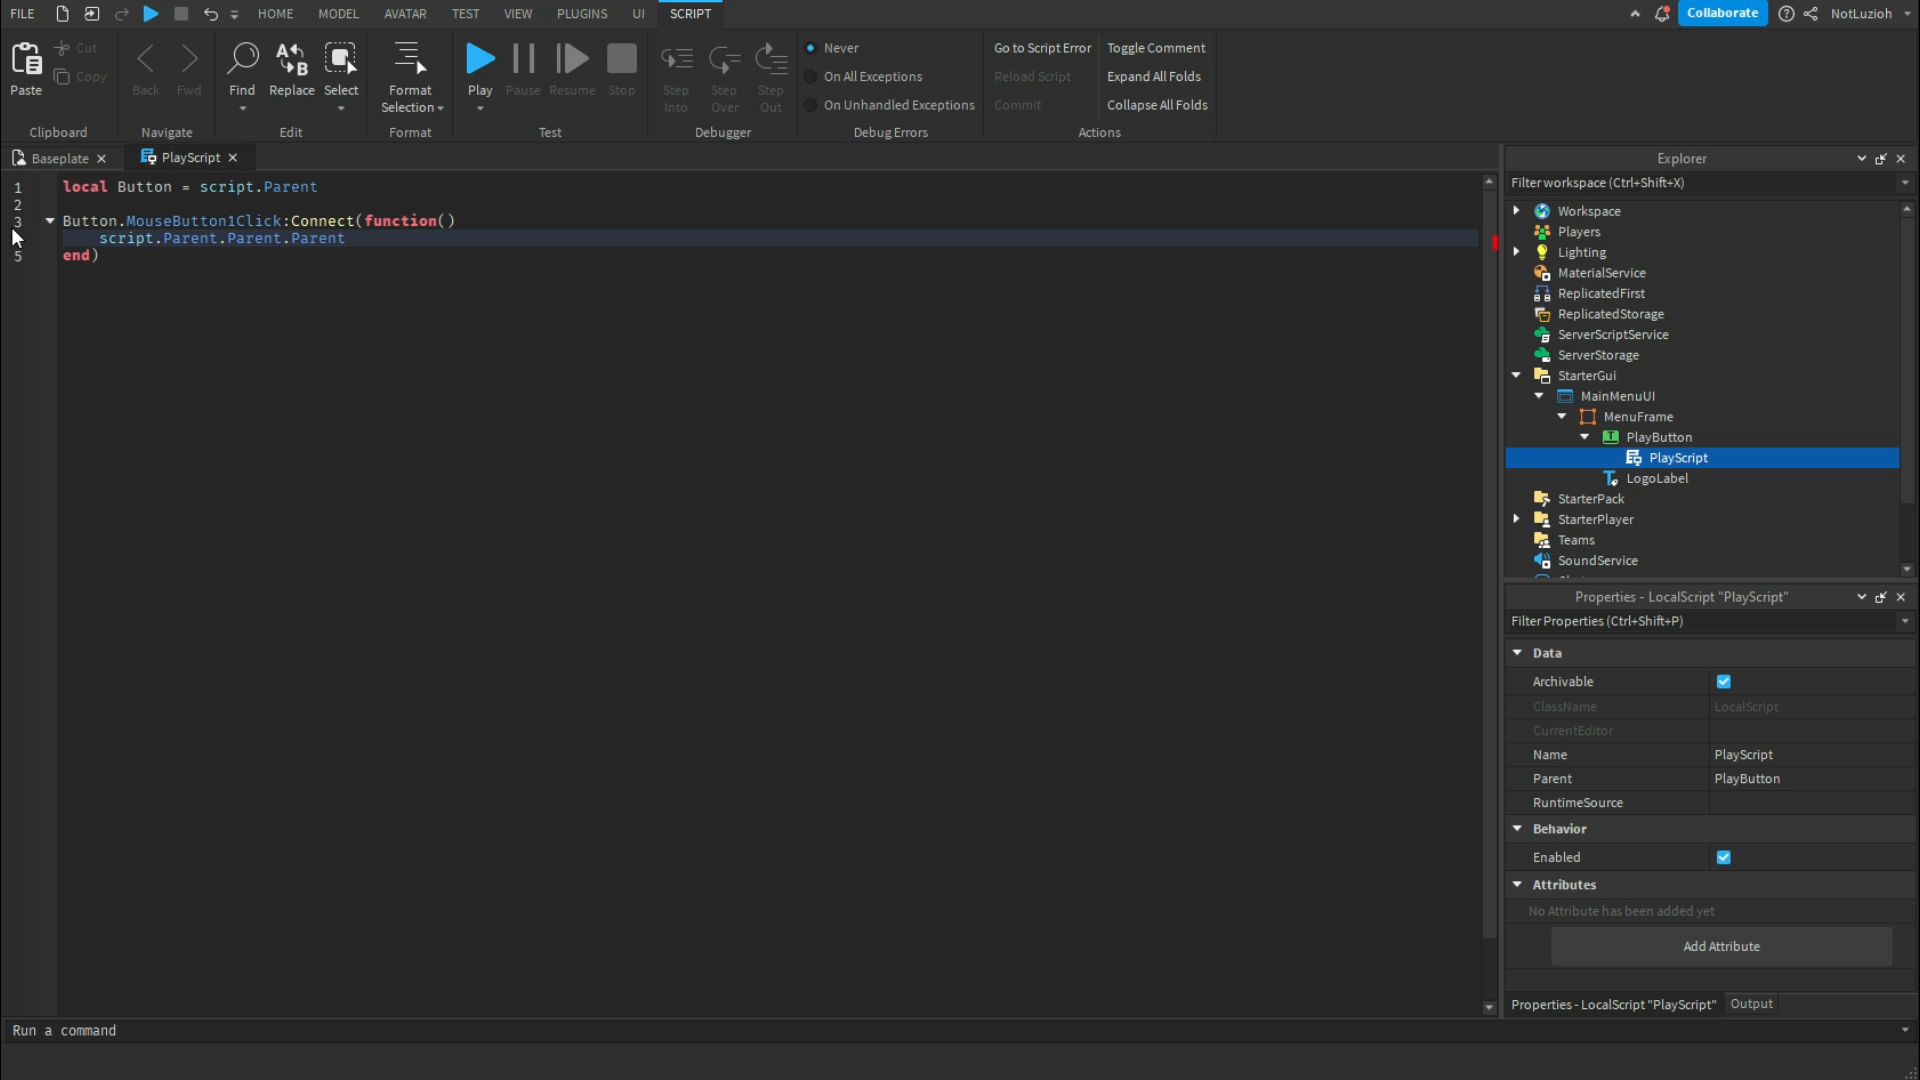 FILE HOME MODEL AVATAR TEST VIEW PLUGINS UI SCRIPT Collaborate NotLuzioh
Paste Cut Copy Clipboard
Back Fwd Navigate
Find Replace Select Edit
Format Selection Format
Play Pause Resume Stop Test
Step Into Step Over Step Out Debugger
Never
On All Exceptions
On Unhandled Exceptions
Debug Errors
Go to Script Error Toggle Comment
Reload Script Expand All Folds
Commit Collapse All Folds
Actions
Baseplate PlayScript
1 local Button = script.Parent
2
3 Button.MouseButton1Click:Connect(function()
script.Parent.Parent.Parent
5 end)
Explorer
Filter workspace (Ctrl+Shift+X)
Workspace
Players
Lighting
MaterialService
ReplicatedFirst
ReplicatedStorage
ServerScriptService
ServerStorage
StarterGui
MainMenuUI
MenuFrame
PlayButton
PlayScript
LogoLabel
StarterPack
StarterPlayer
Teams
SoundService
Properties - LocalScript "PlayScript"
Filter Properties (Ctrl+Shift+P)
Data
Archivable
ClassName LocalScript
CurrentEditor
Name PlayScript
Parent PlayButton
RuntimeSource
Behavior
Enabled
Attributes
No Attribute has been added yet
Add Attribute
Properties - LocalScript "PlayScript" Output
Run a command